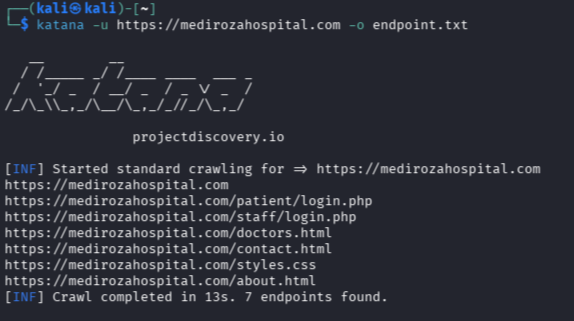 ┌──(kali㉿kali)-[~]
└─$ katana -u https://medirozahospital.com -o endpoint.txt
katana
projectdiscovery.io
[INF] Started standard crawling for => https://medirozahospital.com
https://medirozahospital.com
https://medirozahospital.com/patient/login.php
https://medirozahospital.com/staff/login.php
https://medirozahospital.com/doctors.html
https://medirozahospital.com/contact.html
https://medirozahospital.com/styles.css
https://medirozahospital.com/about.html
[INF] Crawl completed in 13s. 7 endpoints found.